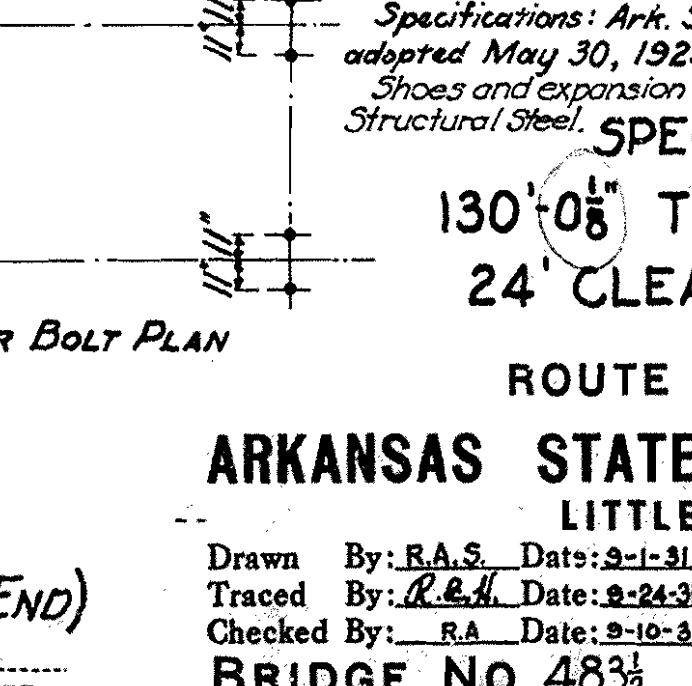 Specifications: Ark.
adopted May 30, 192
Shoes and expansion
Structural Steel.
130'-0⅛"
24' CLEA
BOLT PLAN
ROUTE
ARKANSAS STATE
LITTLE
END)
Drawn By: R.A.S. Date: 9-1-31
Traced By: R.E.H. Date: 9-24-3
Checked By: R.A Date: 9-10-3
BRIDGE NO 483½